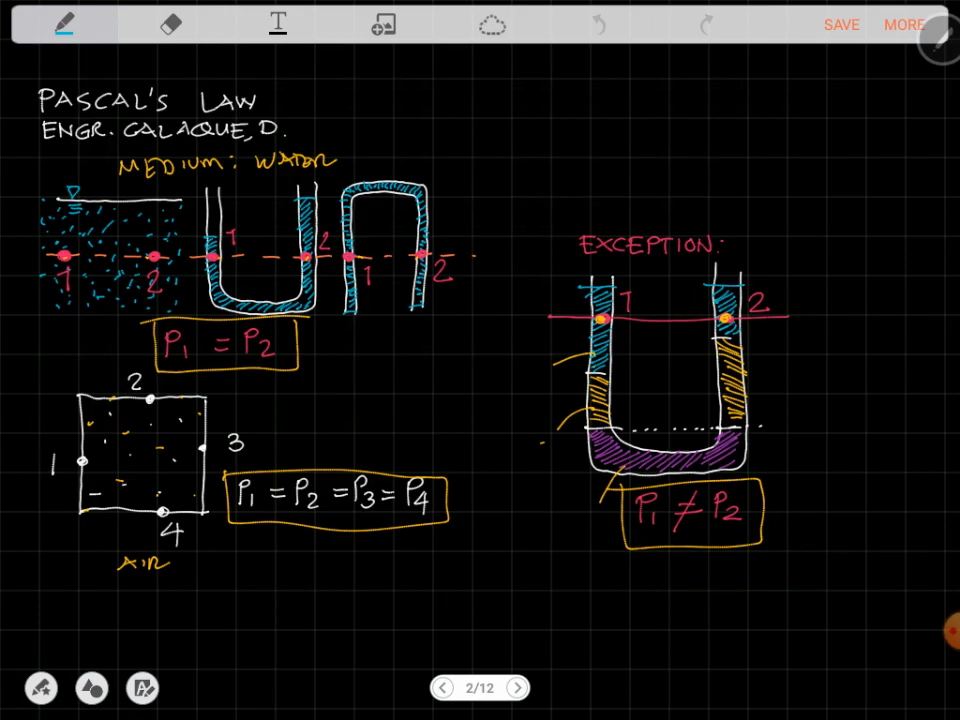 SAVE MORE
PASCAL'S LAW
ENGR. CALAQUE, D.
MEDIUM: WATER
1 2 1 2 1 2
P1 = P2
2
1 3
4
AIR
P1 = P2 = P3 = P4
EXCEPTION:
1 2
P1 ≠ P2
2/12